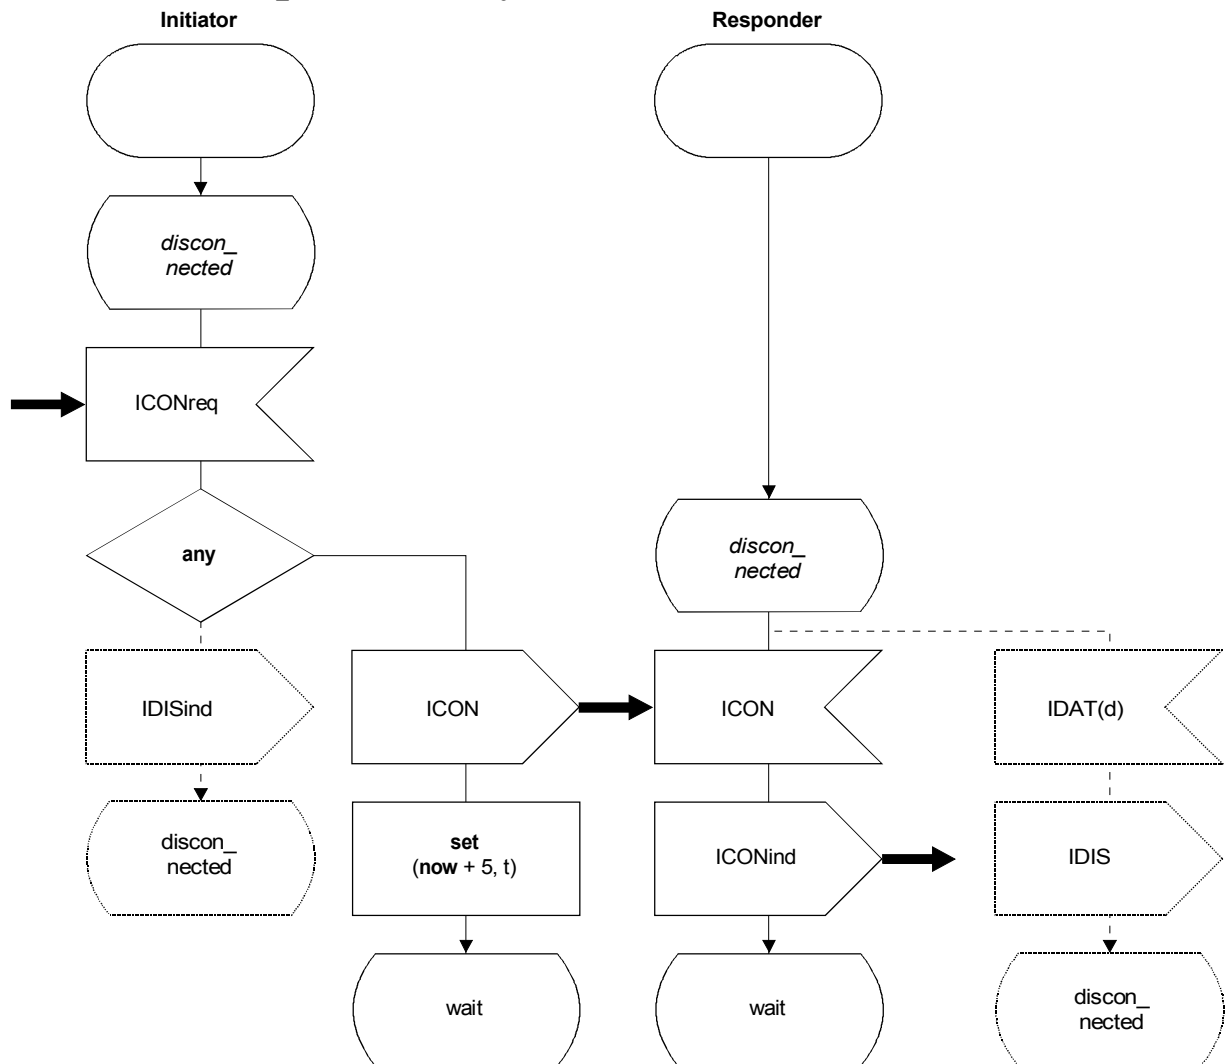 Initiator
Responder
discon_
nected
ICONreq
any
discon_
nected
IDISind
ICON
ICON
IDAT(d)
discon_
nected
set
(now + 5, t)
ICONind
IDIS
wait
wait
discon_
nected